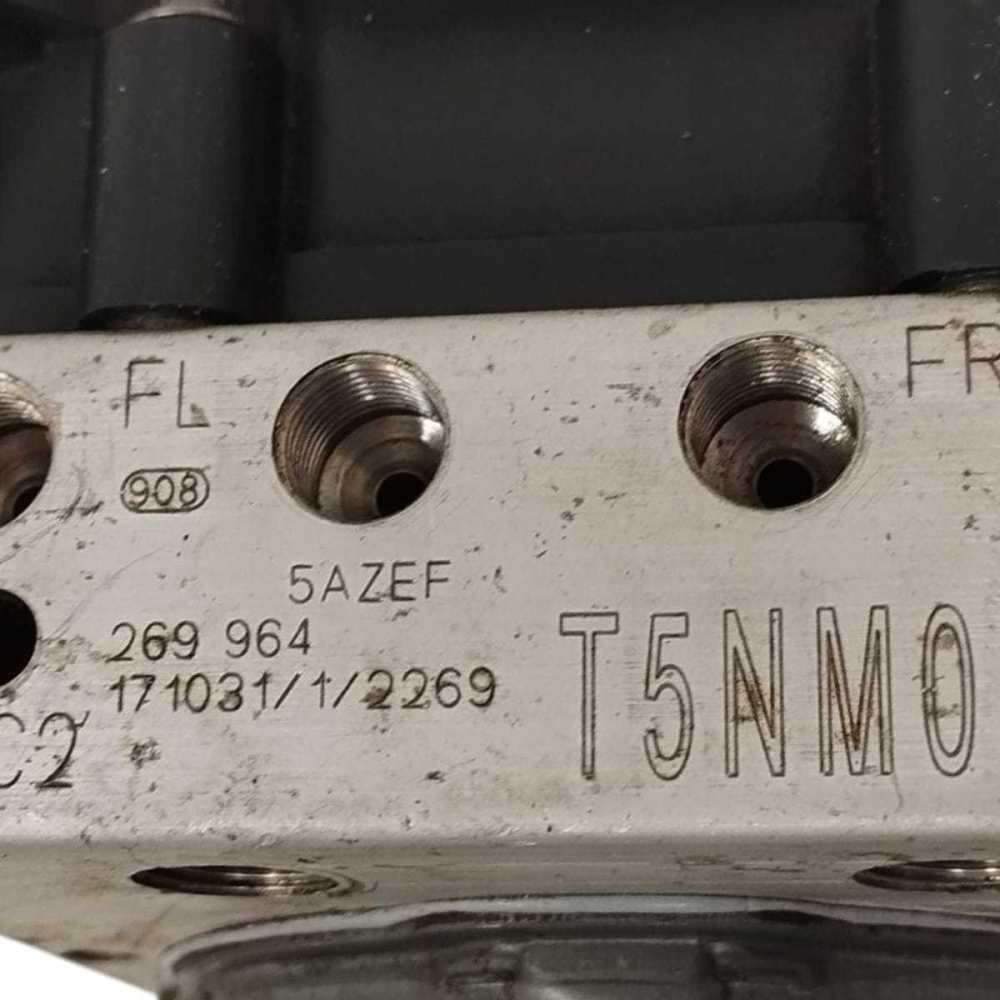 FL
FR
908
5AZEF
269 964
171031/1/2269
T5NM0
C2